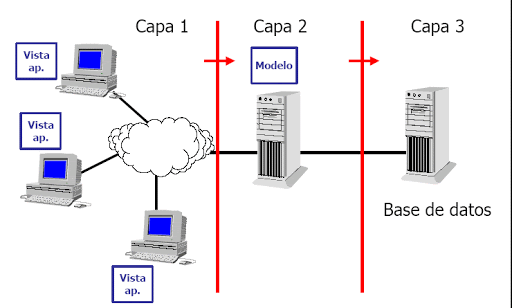 Capa 1
Capa 2
Capa 3
Vista
ap.
Modelo
Vista
ap.
Base de datos
Vista
ap.